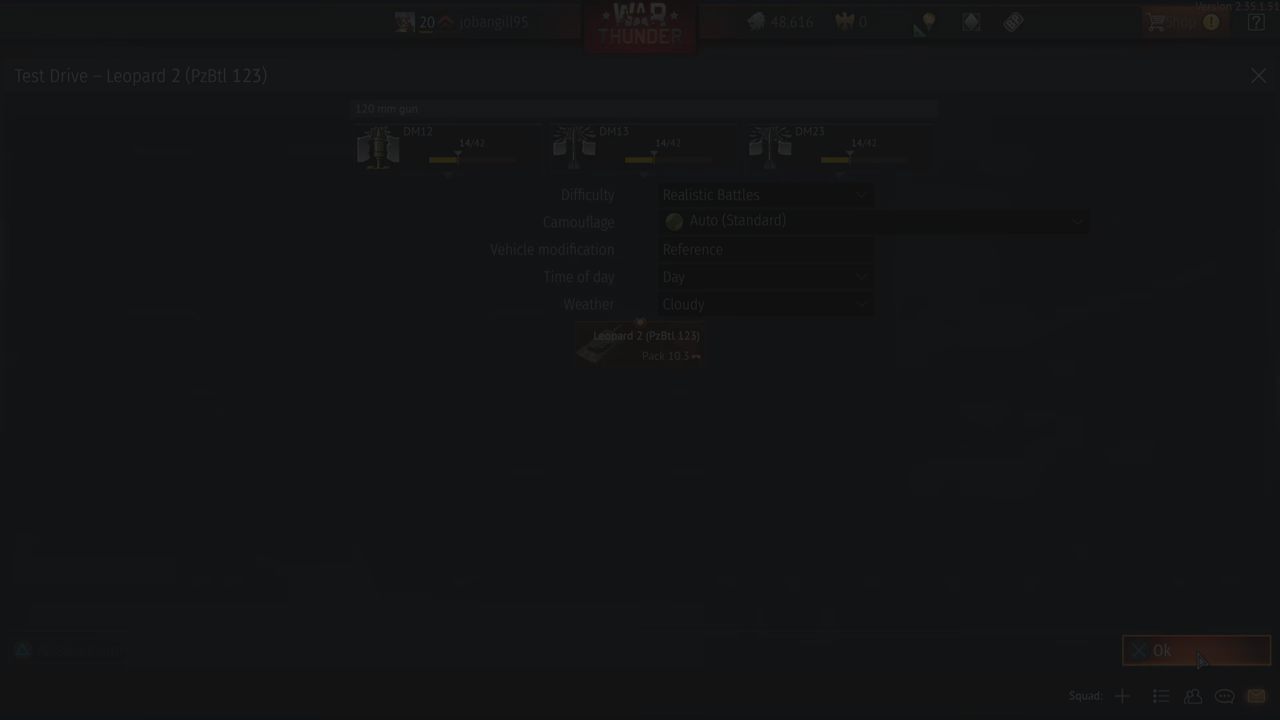 Version 2.35.1.51
20 jobangill95
WAR THUNDER
48,616
0
Shop
Test Drive – Leopard 2 (PzBtl 123)
120 mm gun
DM12
14/42
DM13
14/42
DM23
14/42
Difficulty Realistic Battles
Camouflage Auto (Standard)
Vehicle modification Reference
Time of day Day
Weather Cloudy
Leopard 2 (PzBtl 123)
Pack 10.3
Ok
Squad: